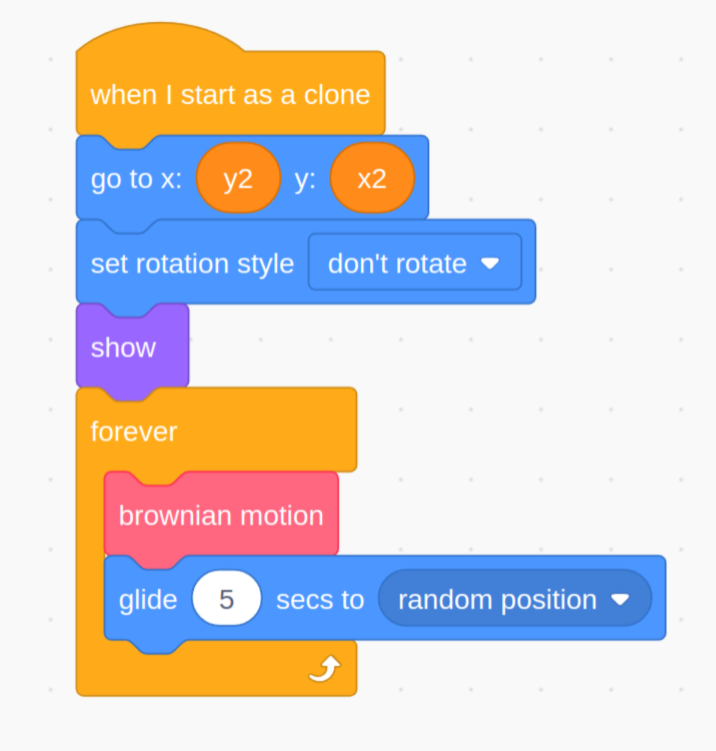 when I start as a clone
go to x: y2 y: x2
set rotation style don't rotate
show
forever
brownian motion
glide 5 secs to random position